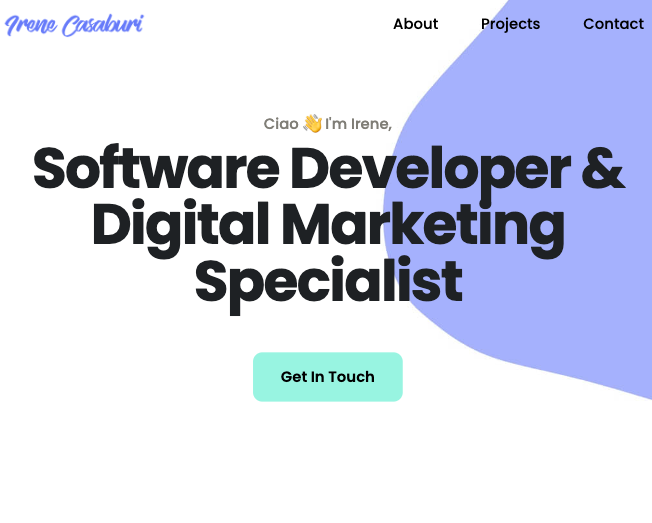 Irene Casaburi
About Projects Contact
Ciao 👋 I'm Irene,
Software Developer &
Digital Marketing
Specialist
Get In Touch